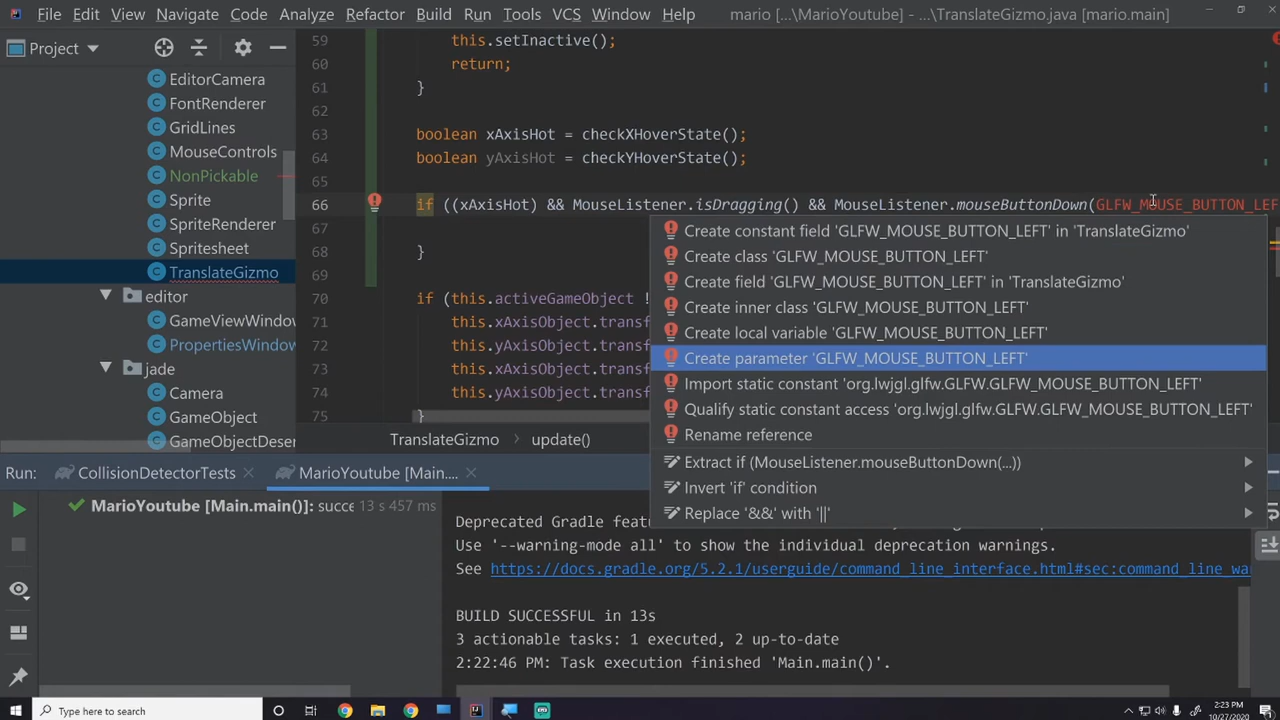 File Edit View Navigate Code Analyze Refactor Build Run Tools VCS Window Help mario [...\MarioYoutube] - ...\TranslateGizmo.java [mario.main]
Project
EditorCamera
FontRenderer
GridLines
MouseControls
NonPickable
Sprite
SpriteRenderer
Spritesheet
TranslateGizmo
editor
GameViewWindow
PropertiesWindow
jade
Camera
GameObject
GameObjectDeser
59 this.setInactive();
60 return;
61 }
62
63 boolean xAxisHot = checkXHoverState();
64 boolean yAxisHot = checkYHoverState();
65
66 if ((xAxisHot) && MouseListener.isDragging() && MouseListener.mouseButtonDown(GLFW_MOUSE_BUTTON_LEF
67
68 }
69
70 if (this.activeGameObject !
71 this.xAxisObject.transf
72 this.yAxisObject.transf
73 this.xAxisObject.transf
74 this.yAxisObject.transf
75 }
Create constant field 'GLFW_MOUSE_BUTTON_LEFT' in 'TranslateGizmo'
Create class 'GLFW_MOUSE_BUTTON_LEFT'
Create field 'GLFW_MOUSE_BUTTON_LEFT' in 'TranslateGizmo'
Create inner class 'GLFW_MOUSE_BUTTON_LEFT'
Create local variable 'GLFW_MOUSE_BUTTON_LEFT'
Create parameter 'GLFW_MOUSE_BUTTON_LEFT'
Import static constant 'org.lwjgl.glfw.GLFW.GLFW_MOUSE_BUTTON_LEFT'
Qualify static constant access 'org.lwjgl.glfw.GLFW.GLFW_MOUSE_BUTTON_LEFT'
Rename reference
Extract if (MouseListener.mouseButtonDown(...))
Invert 'if' condition
Replace '&&' with '||'
TranslateGizmo update()
Run: CollisionDetectorTests MarioYoutube [Main....
MarioYoutube [Main.main()]: succe 13 s 457 ms
Deprecated Gradle feat
Use '--warning-mode all' to show the individual deprecation warnings.
See https://docs.gradle.org/5.2.1/userguide/command_line_interface.html#sec:command_line_wa
BUILD SUCCESSFUL in 13s
3 actionable tasks: 1 executed, 2 up-to-date
2:22:46 PM: Task execution finished 'Main.main()'.
Type here to search
2:23 PM
10/27/2020